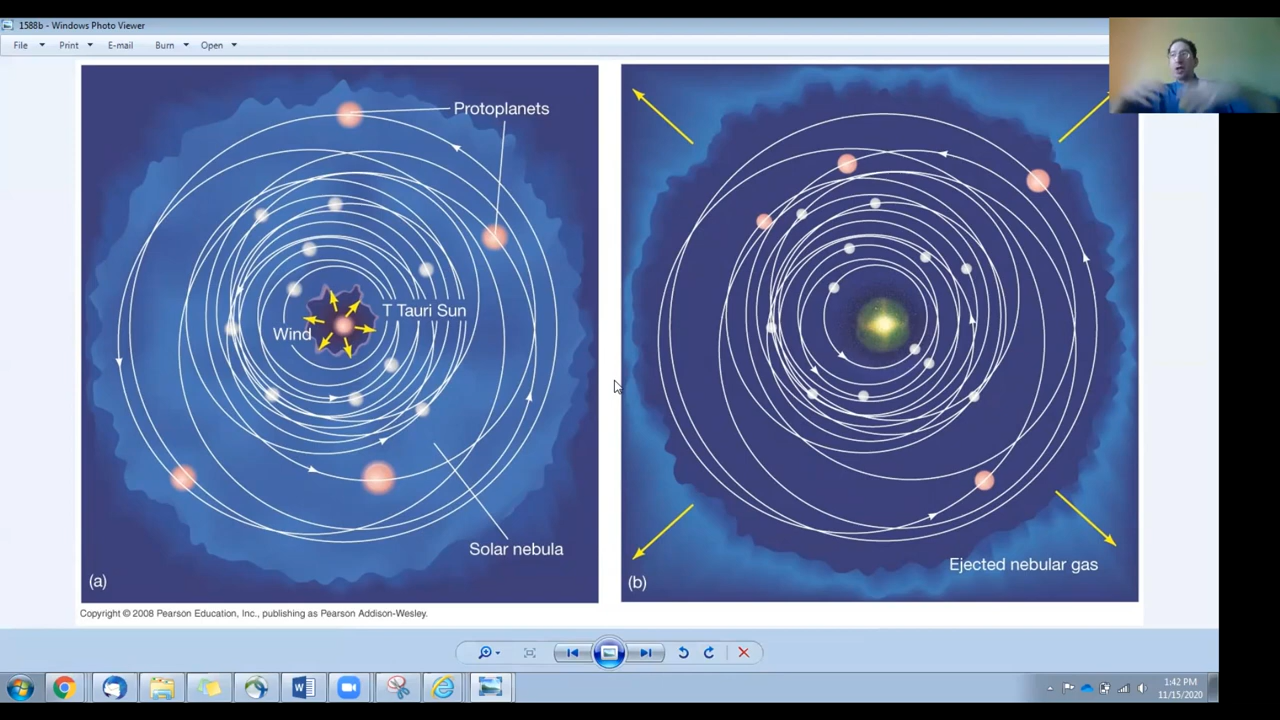 1588b - Windows Photo Viewer
File Print E-mail Burn Open
Protoplanets
T Tauri Sun
Wind
Solar nebula
(a)
Ejected nebular gas
(b)
Copyright © 2008 Pearson Education, Inc., publishing as Pearson Addison-Wesley.
1:42 PM
11/15/2020